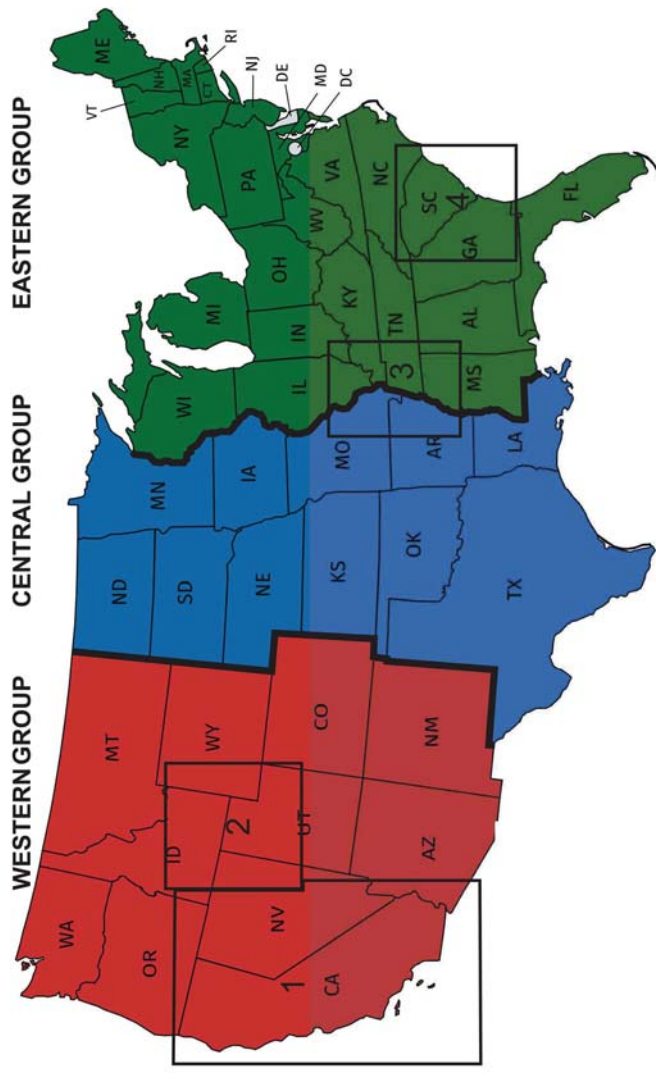 WESTERN GROUP
CENTRAL GROUP
EASTERN GROUP
WA
OR
CA
NV
ID
MT
WY
UT
AZ
CO
NM
ND
SD
NE
KS
OK
TX
MN
IA
MO
AR
LA
WI
IL
MI
IN
OH
KY
TN
MS
AL
GA
FL
SC
NC
VA
WV
PA
NY
VT
NH
ME
MA
CT
RI
NJ
DE
MD
DC
1
2
3
4